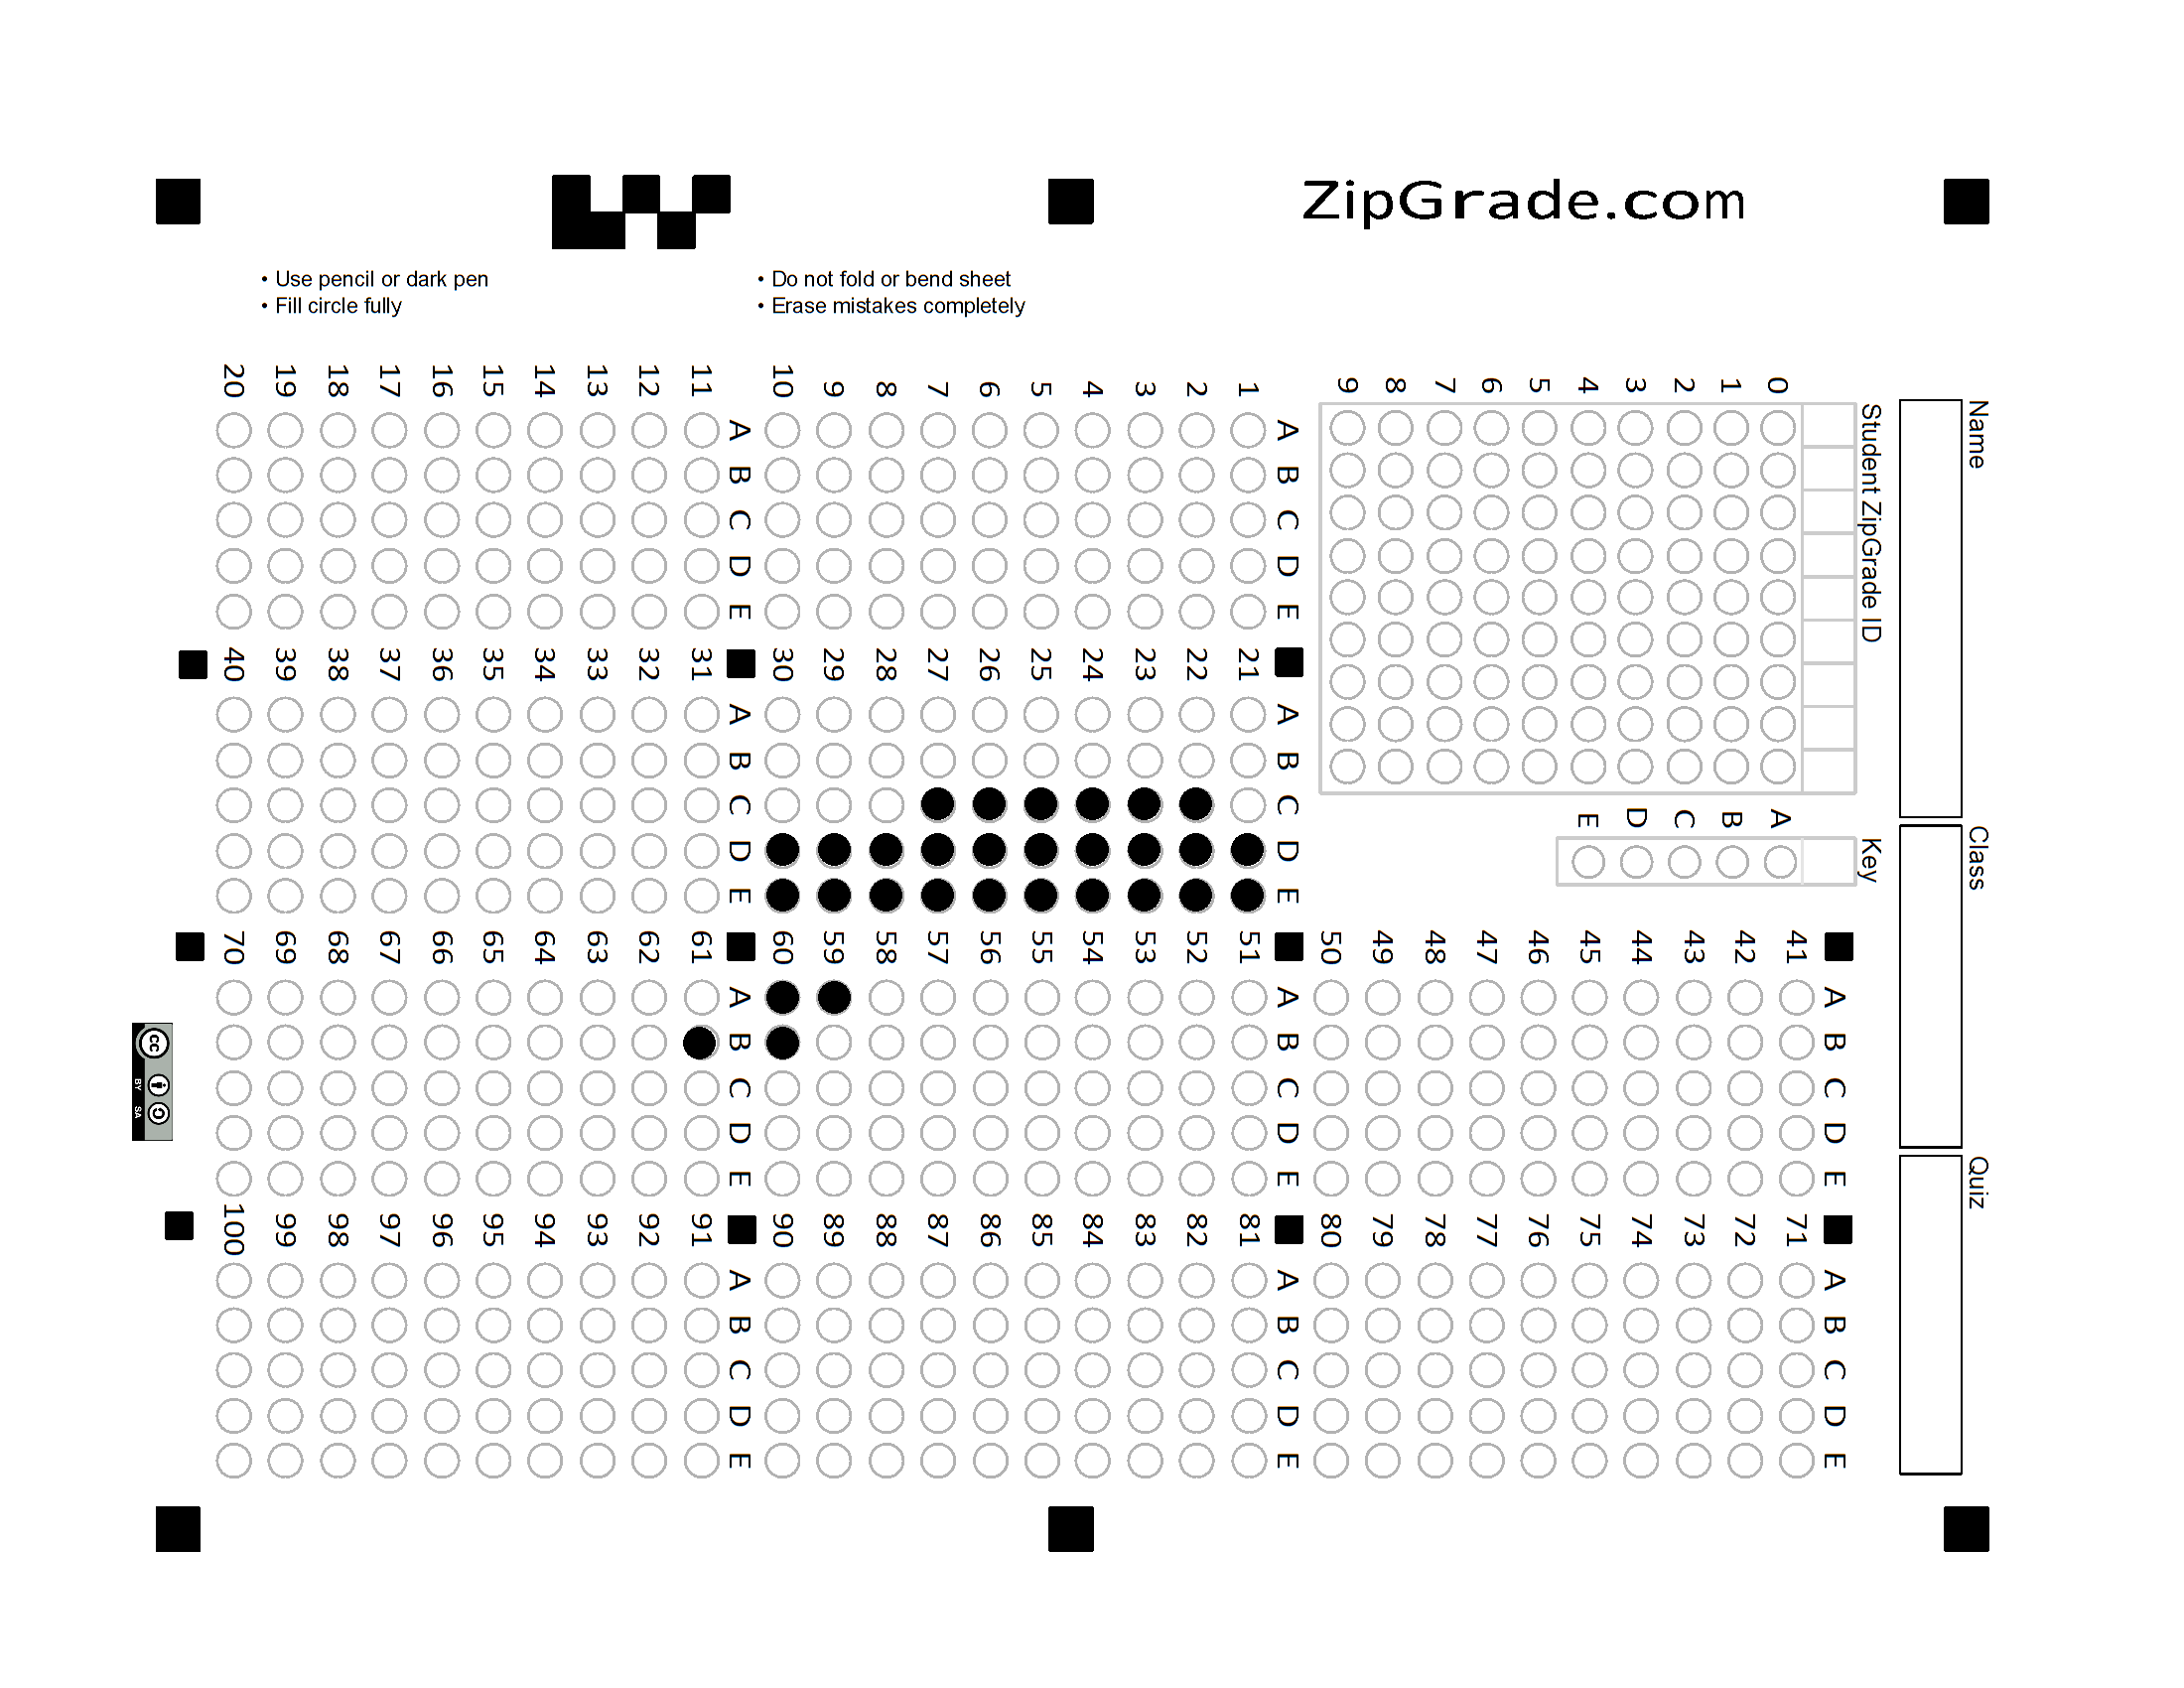 ZipGrade.com
• Use pencil or dark pen
• Fill circle fully
• Do not fold or bend sheet
• Erase mistakes completely
Name
Class
Quiz
Student ZipGrade ID
0 1 2 3 4 5 6 7 8 9
Key
A B C D E
1 2 3 4 5 6 7 8 9 10
A B C D E
11 12 13 14 15 16 17 18 19 20
A B C D E
21 22 23 24 25 26 27 28 29 30
A B C D E
31 32 33 34 35 36 37 38 39 40
A B C D E
41 42 43 44 45 46 47 48 49 50
A B C D E
51 52 53 54 55 56 57 58 59 60
A B C D E
61 62 63 64 65 66 67 68 69 70
A B C D E
71 72 73 74 75 76 77 78 79 80
A B C D E
81 82 83 84 85 86 87 88 89 90
A B C D E
91 92 93 94 95 96 97 98 99 100
A B C D E
cc
BY SA